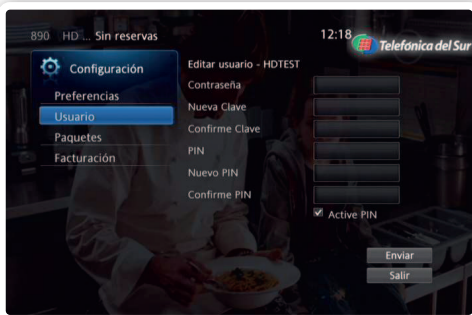 890 HD ... Sin reservas
12:18
Telefónica del Sur
Configuración
Preferencias
Usuario
Paquetes
Facturación
Editar usuario - HDTEST
Contraseña
Nueva Clave
Confirme Clave
PIN
Nuevo PIN
Confirme PIN
Active PIN
Enviar
Salir